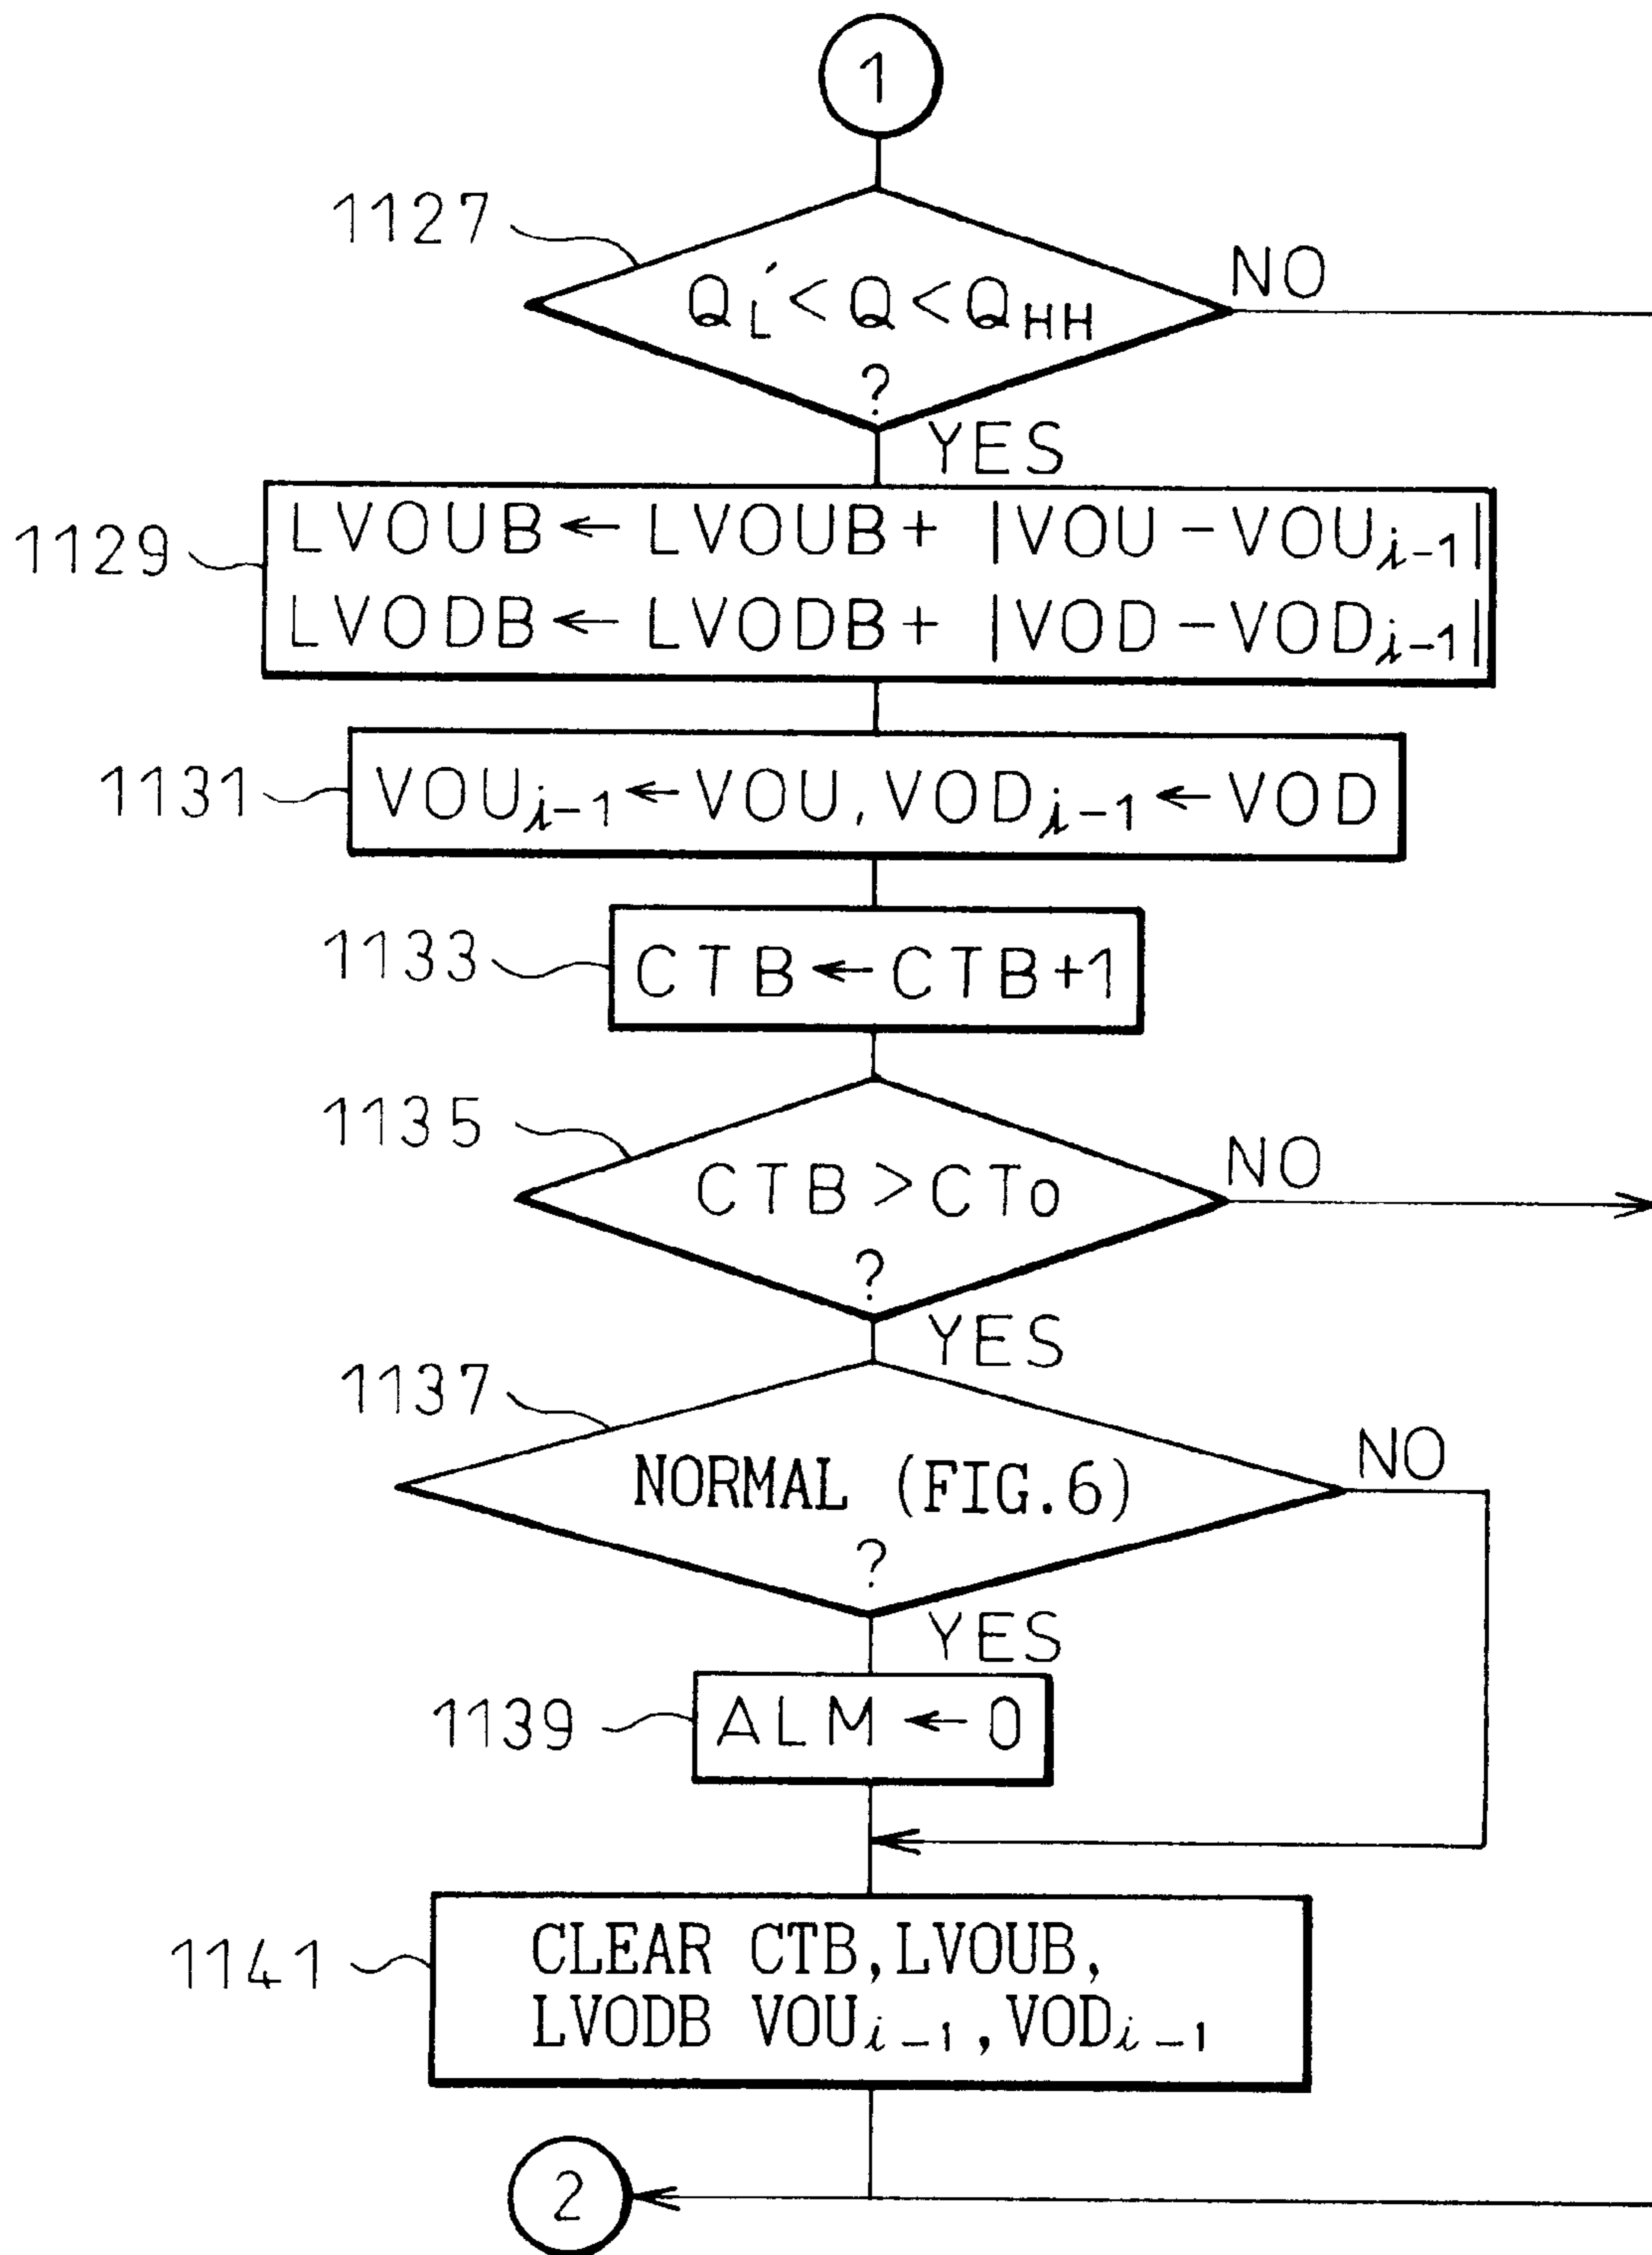 1
1127
Q'L < Q < QHH
?
NO
YES
1129
LVOUB ← LVOUB + |VOU - VOUi-1|
LVODB ← LVODB + |VOD - VODi-1|
1131
VOUi-1 ← VOU, VODi-1 ← VOD
1133
CTB ← CTB+1
1135
CTB > CT0
?
NO
YES
1137
NORMAL (FIG.6)
?
NO
YES
1139
ALM ← 0
1141
CLEAR CTB, LVOUB,
LVODB VOUi-1, VODi-1
2